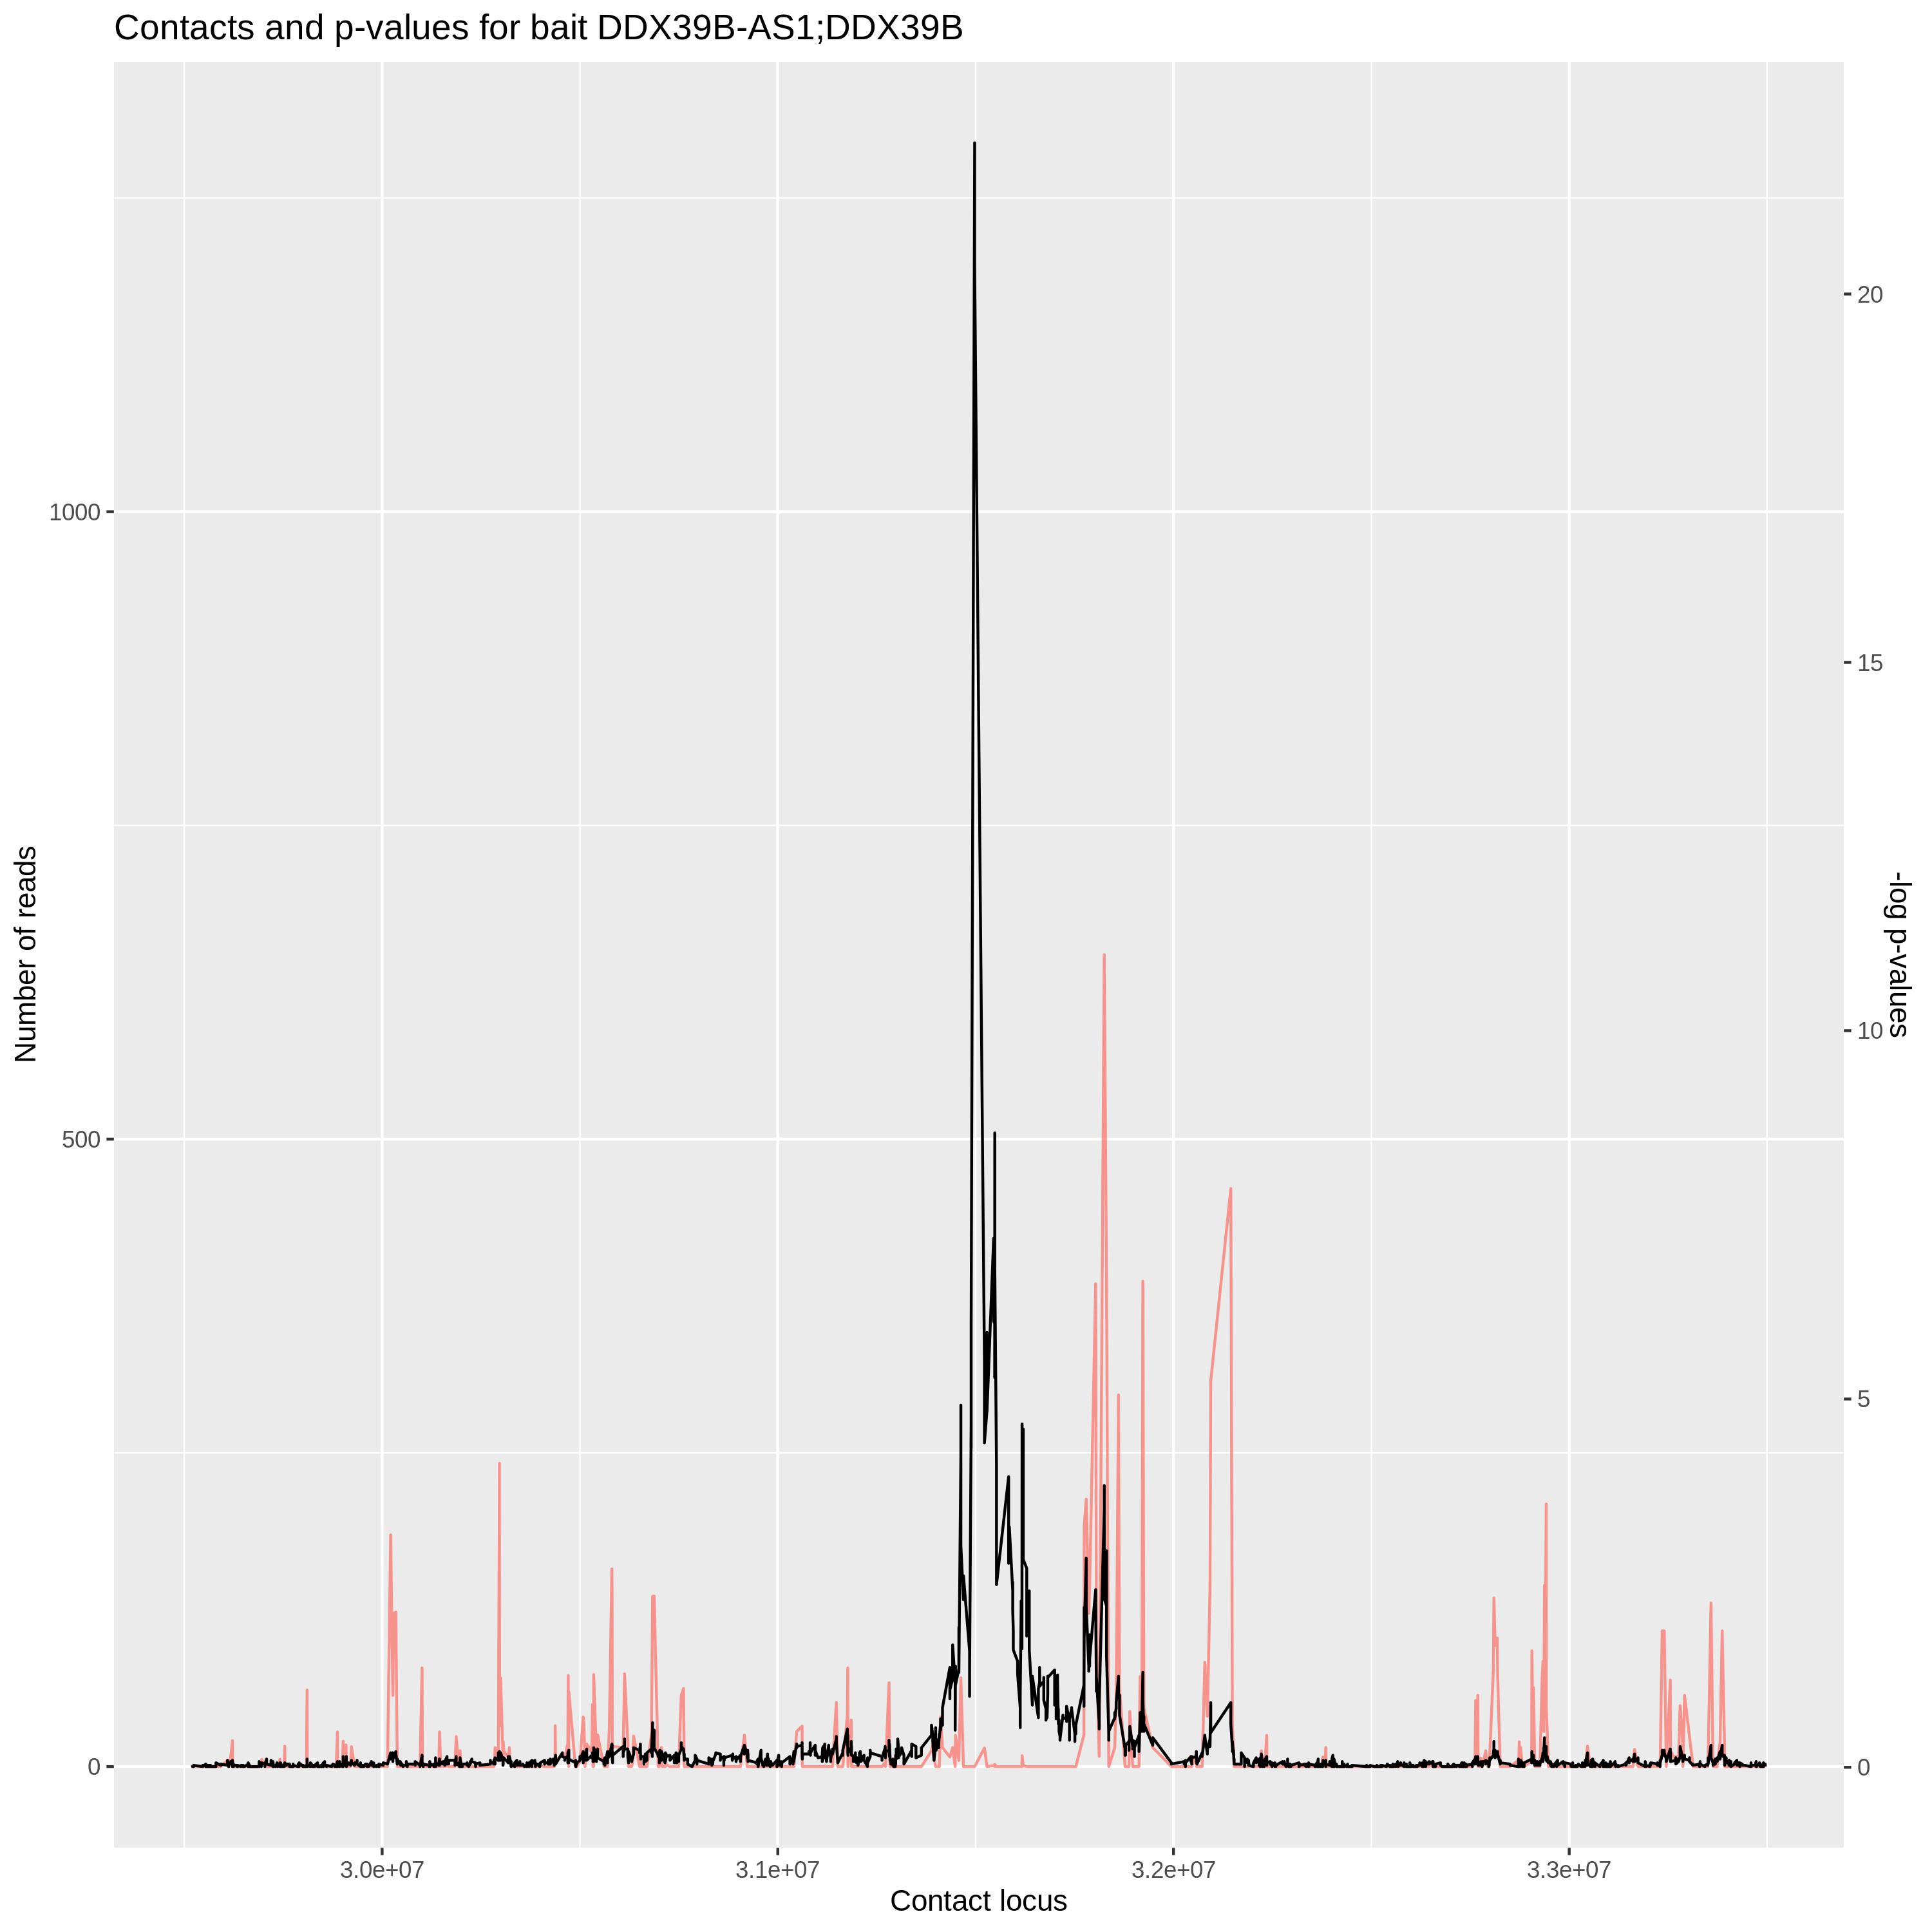 Contacts and p-values for bait DDX39B-AS1;DDX39B
Number of reads
1000
500
0
20
15
10
5
0
-log p-values
3.0e+07
3.1e+07
3.2e+07
3.3e+07
Contact locus